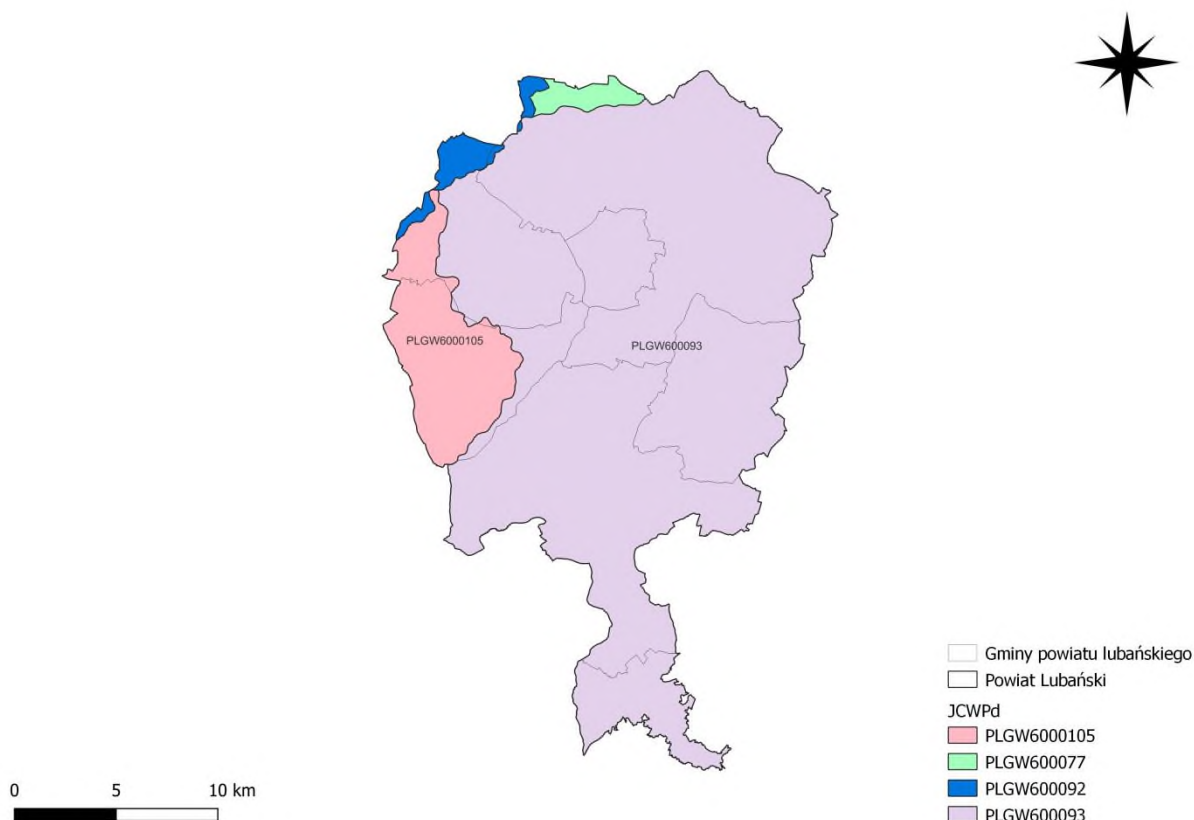 PLGW6000105
PLGW600093
Gminy powiatu lubańskiego
Powiat Lubański
JCWPd
PLGW6000105
PLGW600077
PLGW600092
PLGW600093
0 5 10 km